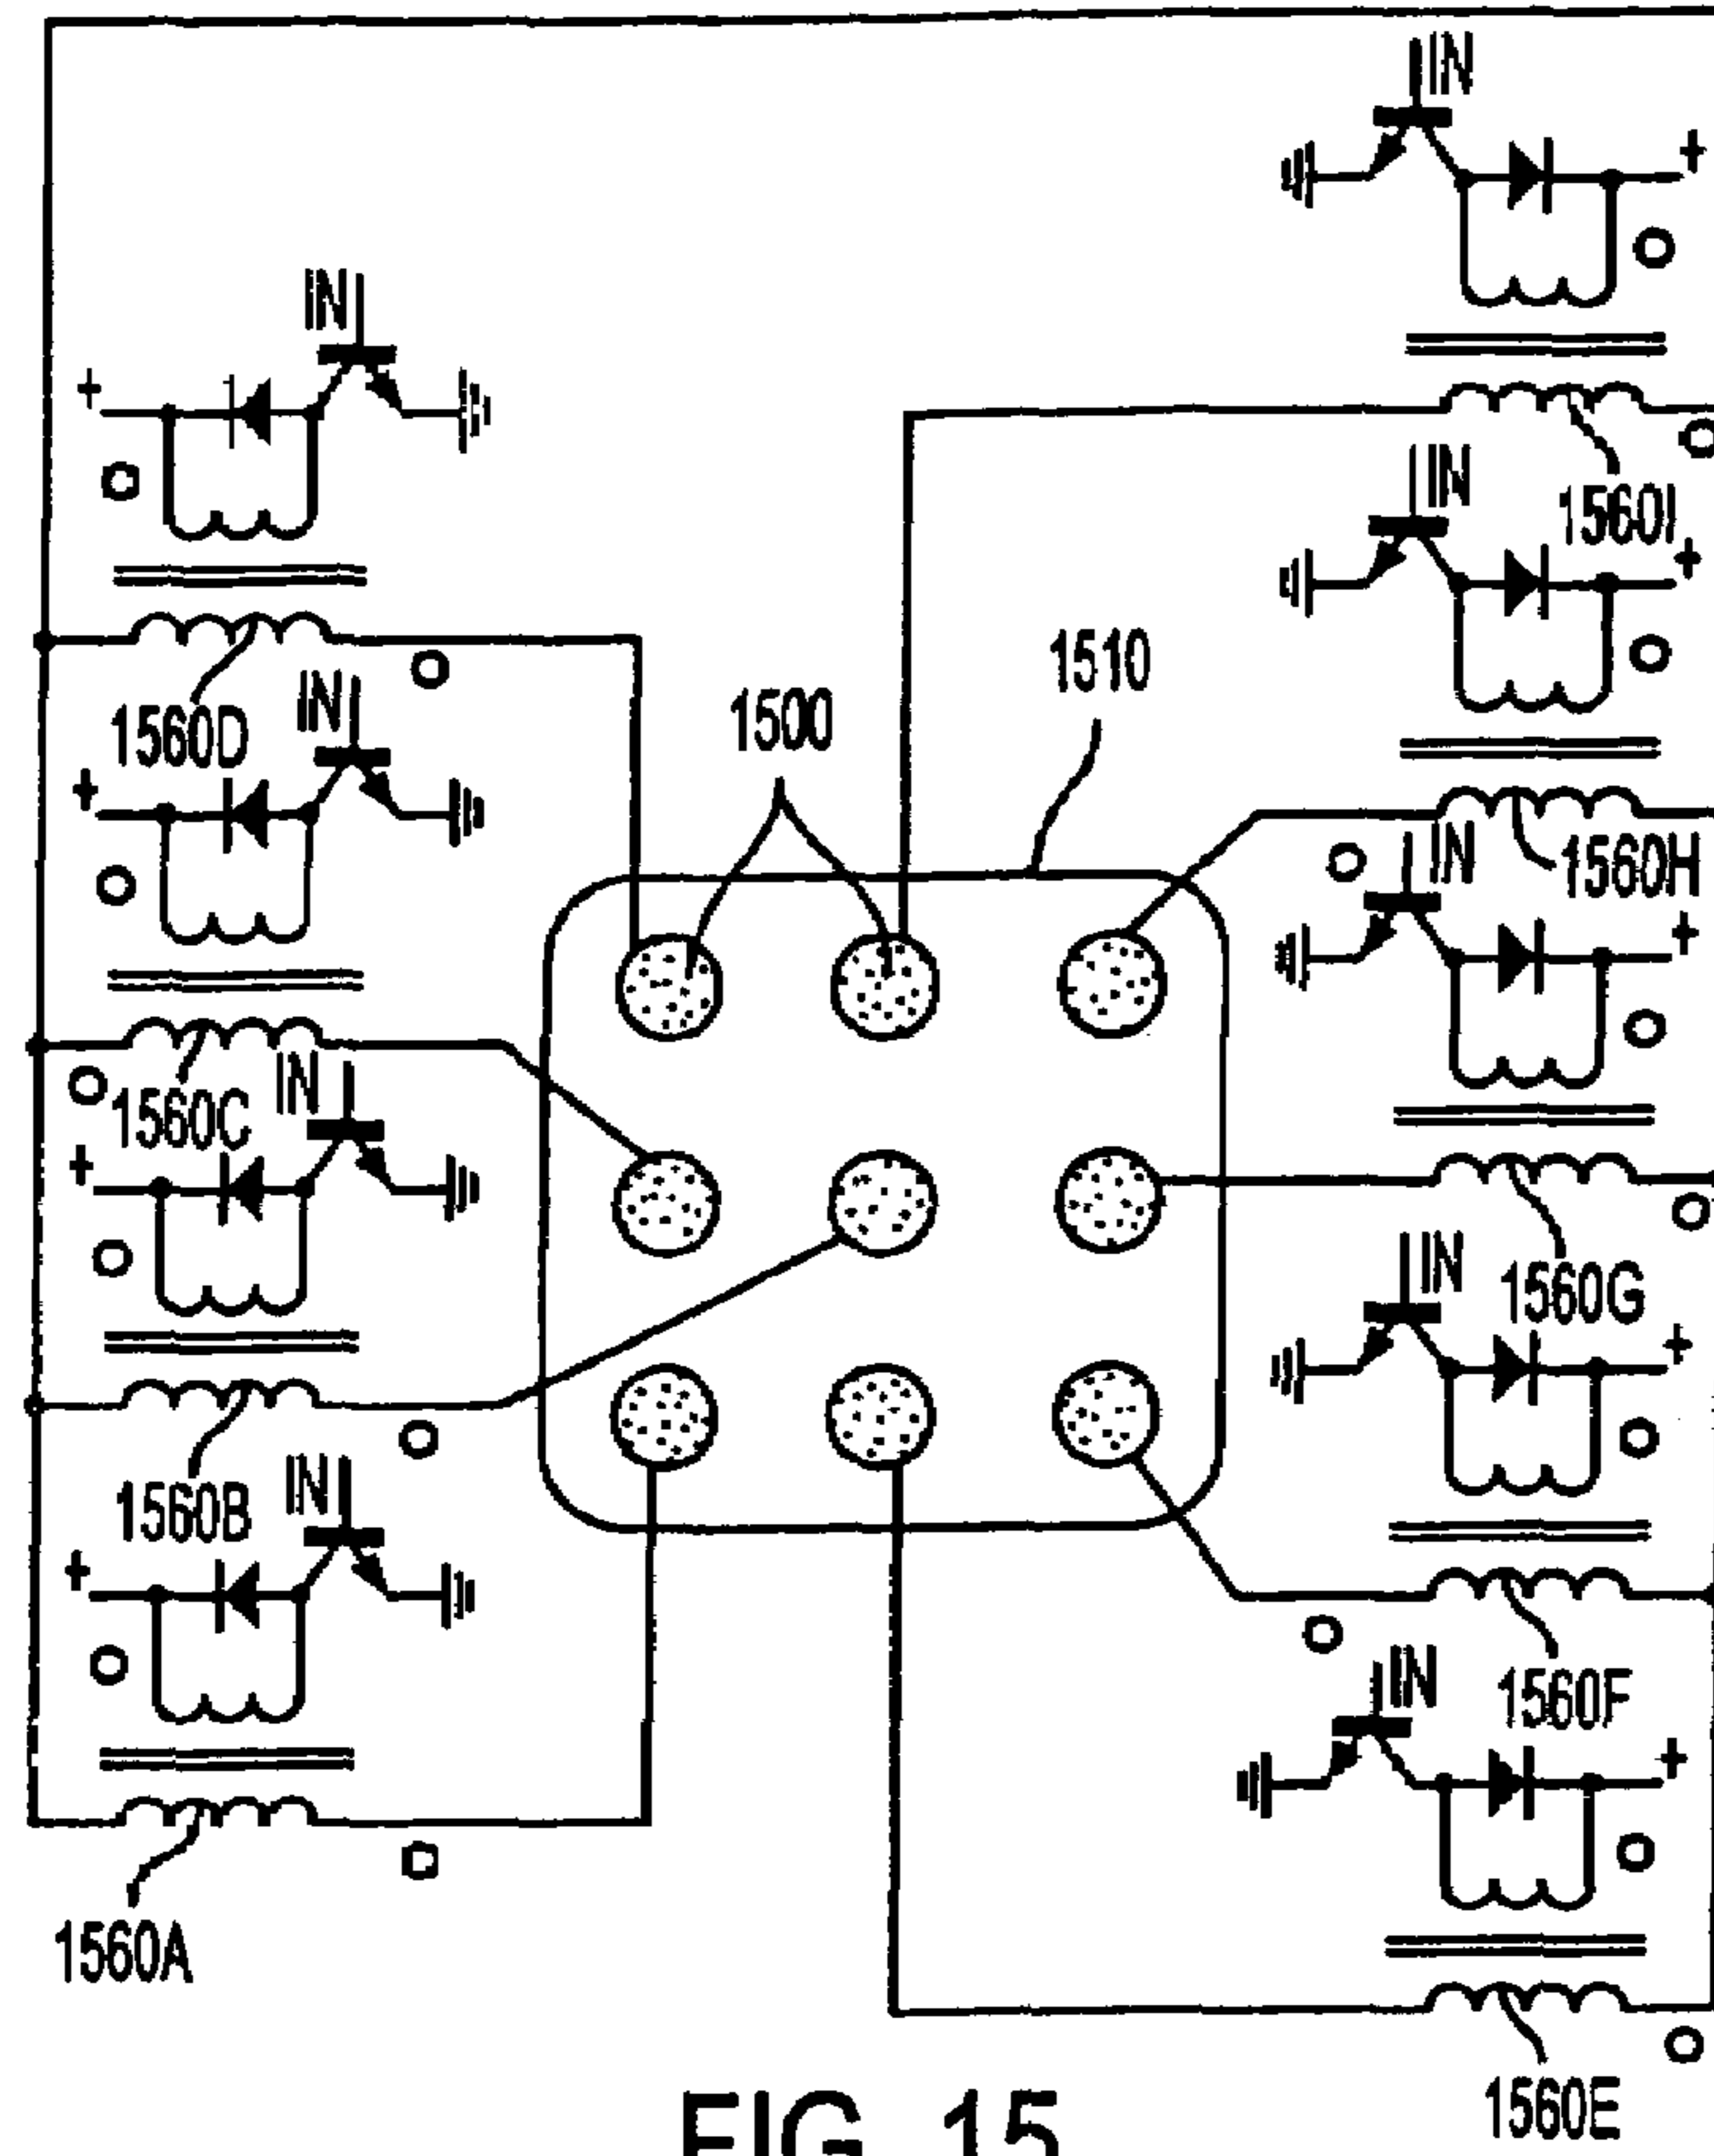 IN
+
IN
+
1560I
IN
+
1560D
IN
+
1500
1510
1560H
IN
+
1560C
IN
+
1560G
IN
+
1560B
IN
+
1560F
IN
+
1560A
1560E
FIG. 15